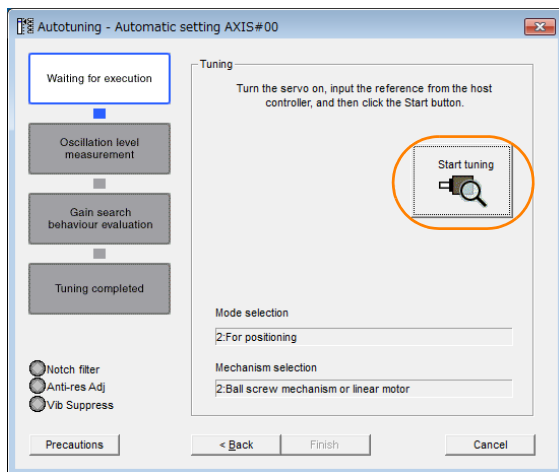 Autotuning - Automatic setting AXIS#00
Waiting for execution
Oscillation level
measurement
Gain search
behaviour evaluation
Tuning completed
Notch filter
Anti-res Adj
Vib Suppress
Tuning
Turn the servo on, input the reference from the host
controller, and then click the Start button.
Start tuning
Mode selection
2:For positioning
Mechanism selection
2:Ball screw mechanism or linear motor
Precautions
< Back
Finish
Cancel